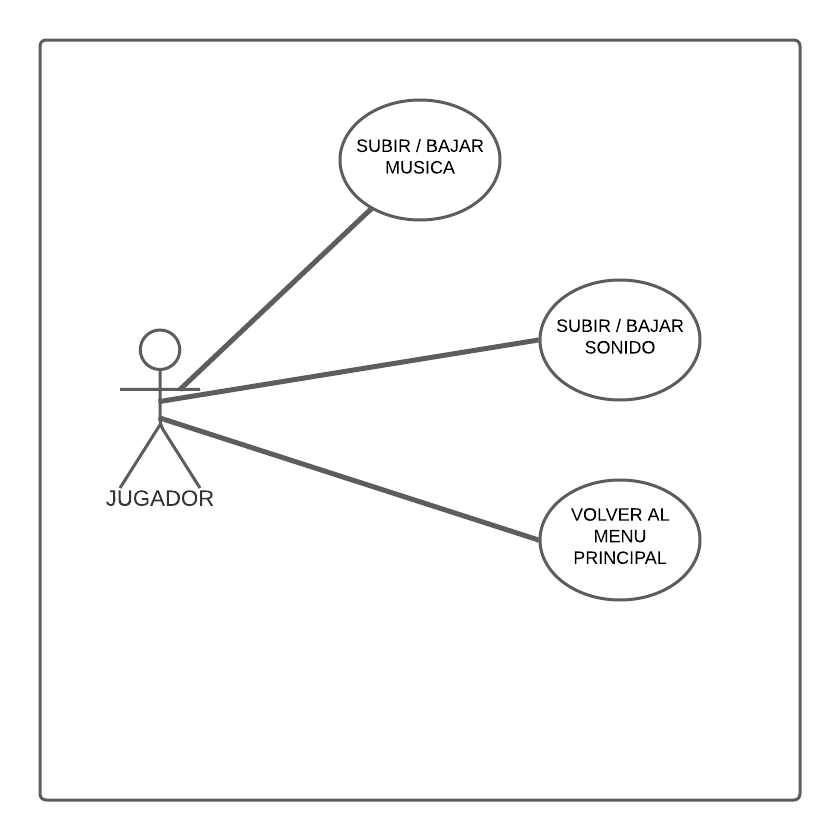 SUBIR / BAJAR
MUSICA
SUBIR / BAJAR
SONIDO
JUGADOR
VOLVER AL
MENU
PRINCIPAL